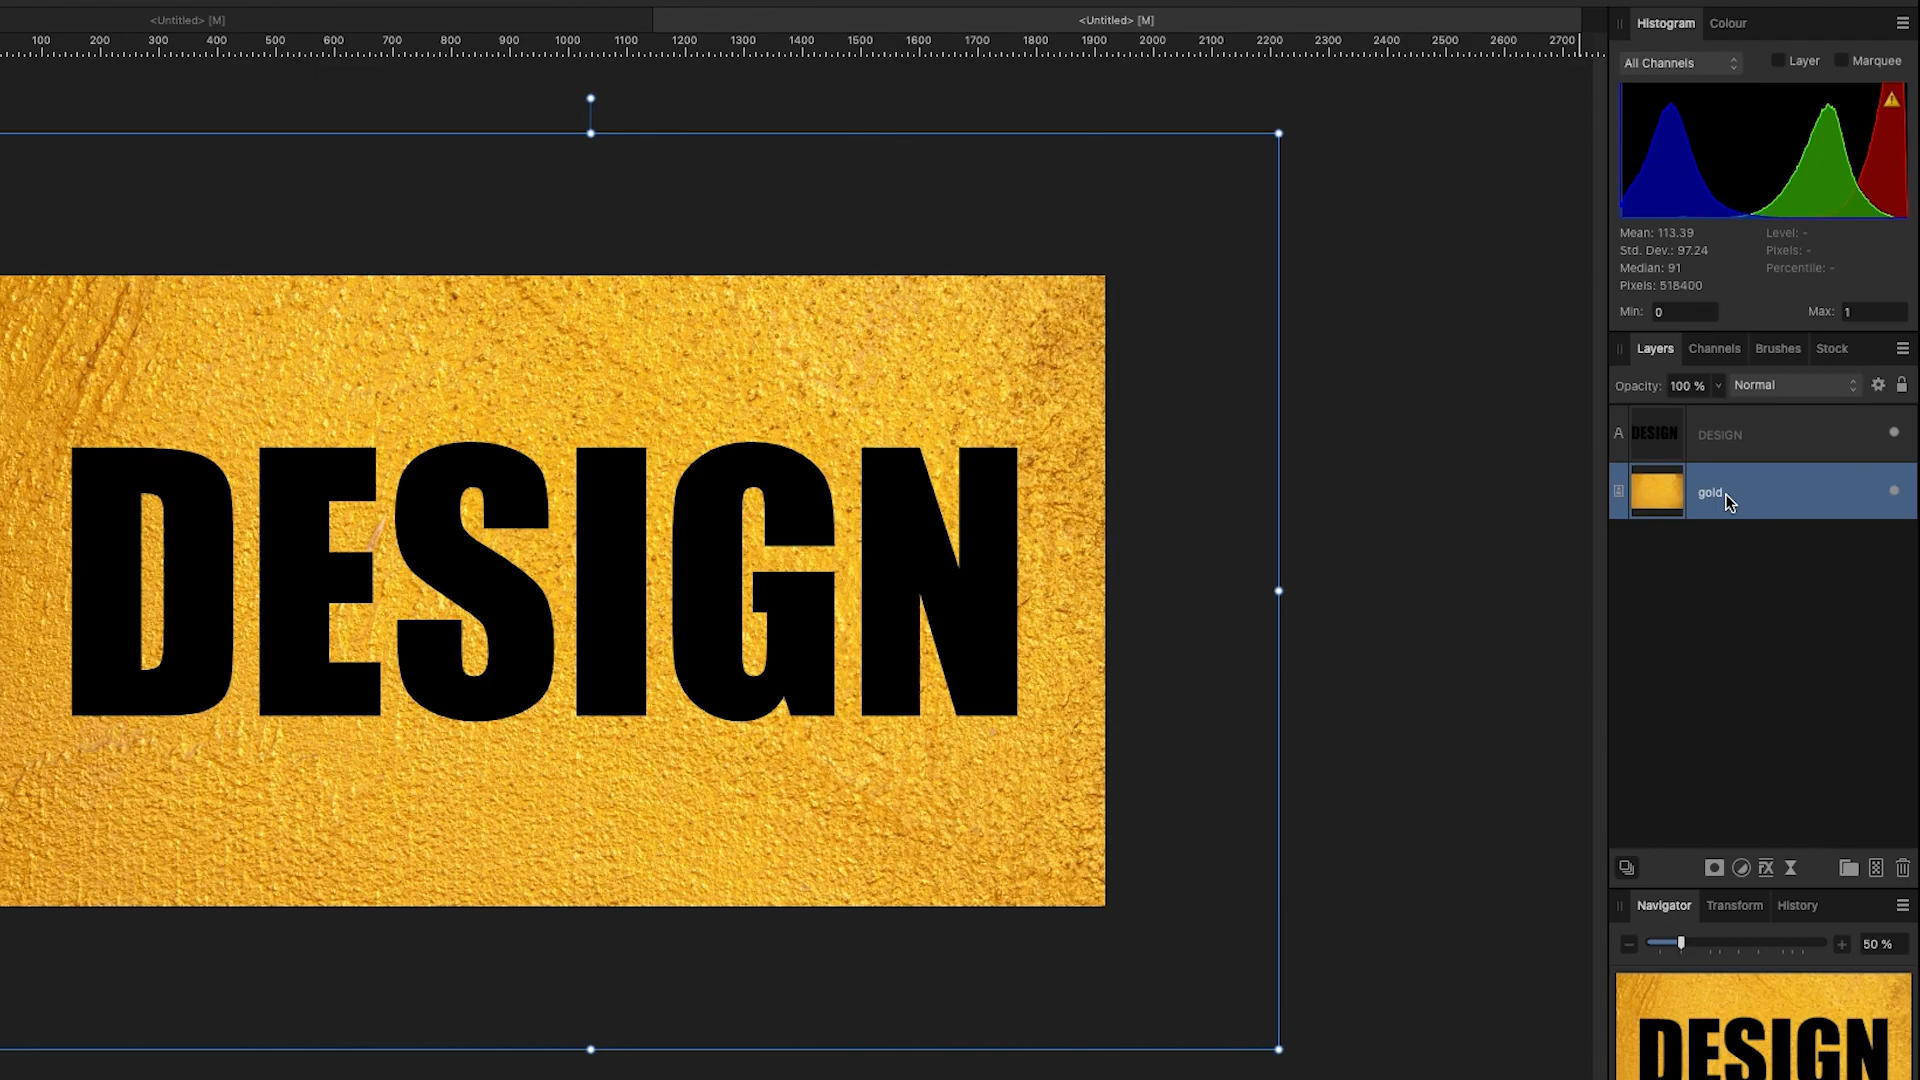 <Untitled> [M]
<Untitled> [M]
100 200 300 400 500 600 700 800 900 1000 1100 1200 1300 1400 1500 1600 1700 1800 1900 2000 2100 2200 2300 2400 2500 2600 2700
Histogram Colour
All Channels Layer Marquee
Mean: 113.39 Level: -
Std. Dev.: 97.24 Pixels: -
Median: 91 Percentile: -
Pixels: 518400
Min: 0 Max: 1
Layers Channels Brushes Stock
Opacity: 100 % Normal
A DESIGN DESIGN
gold
DESIGN
FX
Navigator Transform History
50 %
DESIGN